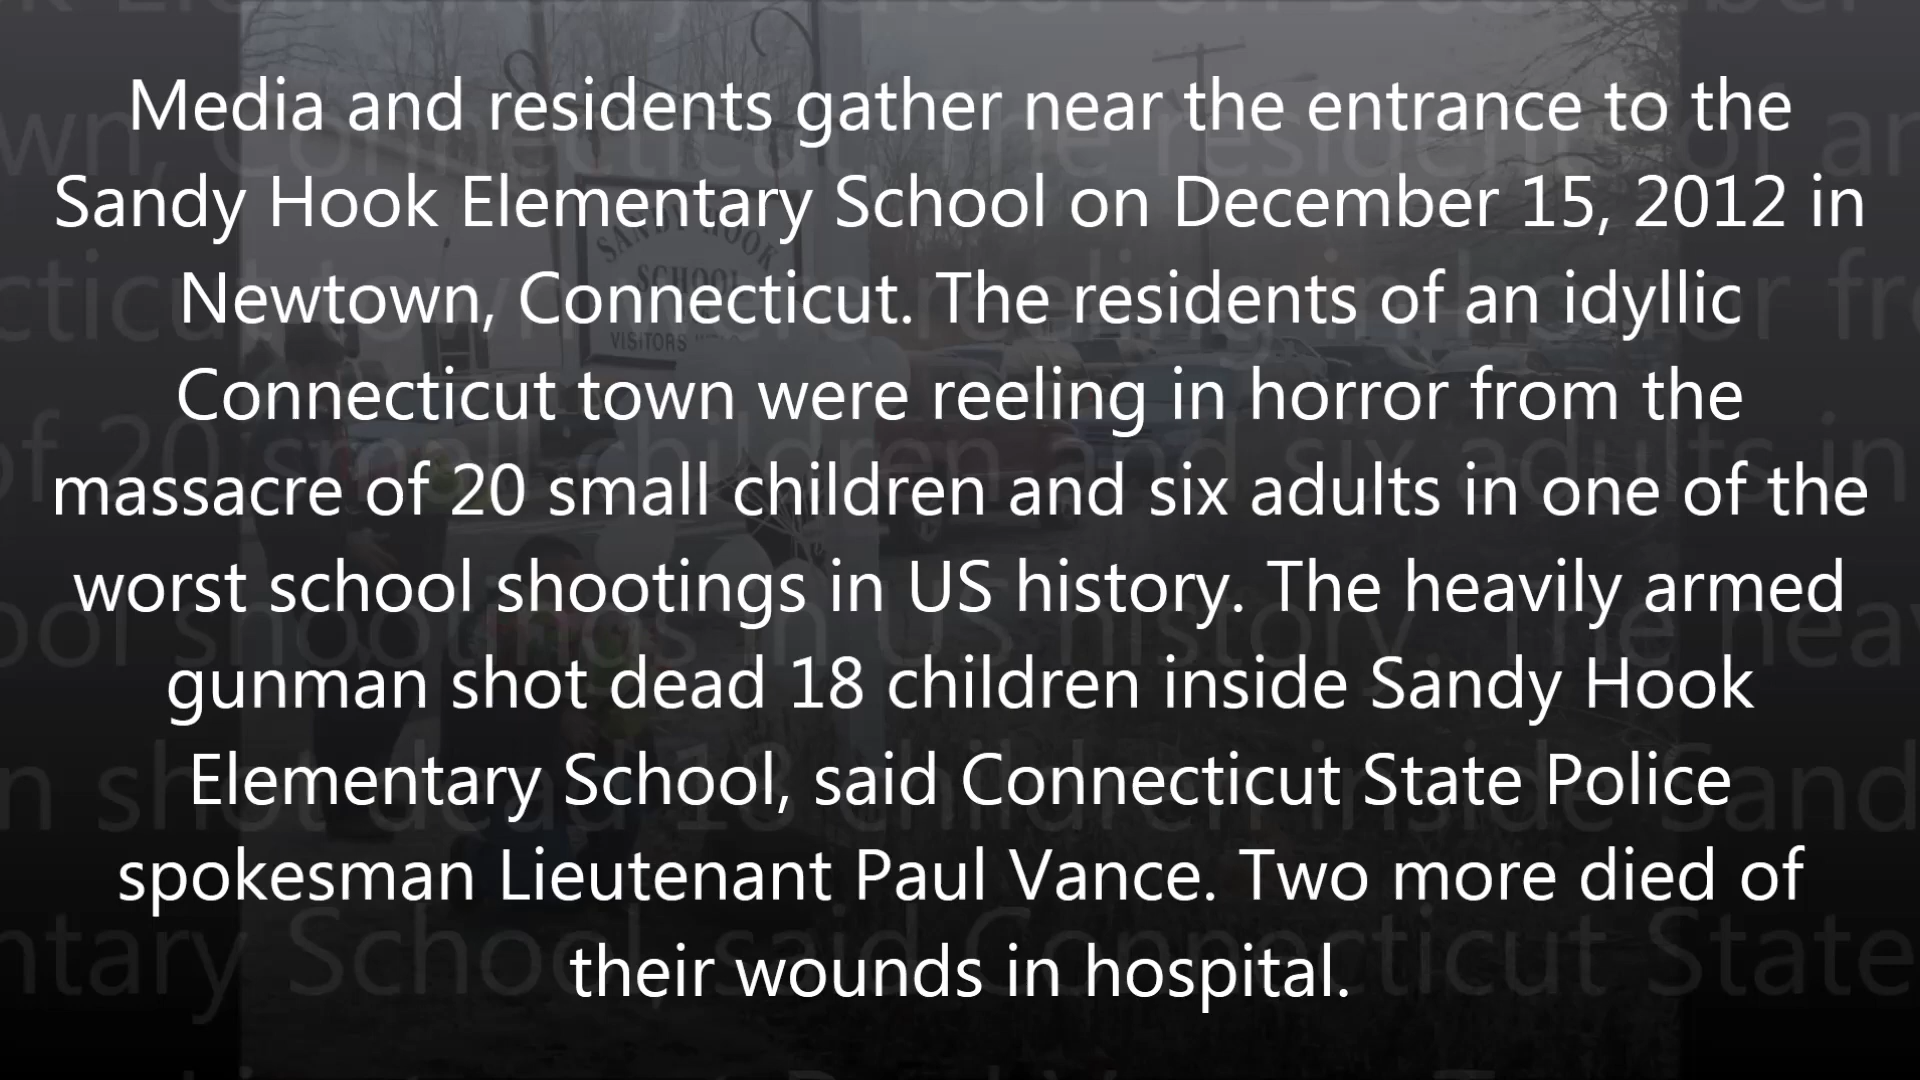 Media and residents gather near the entrance to the
Sandy Hook Elementary School on December 15, 2012 in
Newtown, Connecticut. The residents of an idyllic
Connecticut town were reeling in horror from the
massacre of 20 small children and six adults in one of the
worst school shootings in US history. The heavily armed
gunman shot dead 18 children inside Sandy Hook
Elementary School, said Connecticut State Police
spokesman Lieutenant Paul Vance. Two more died of
their wounds in hospital.
SANDY HOOK
SCHOOL
VISITORS